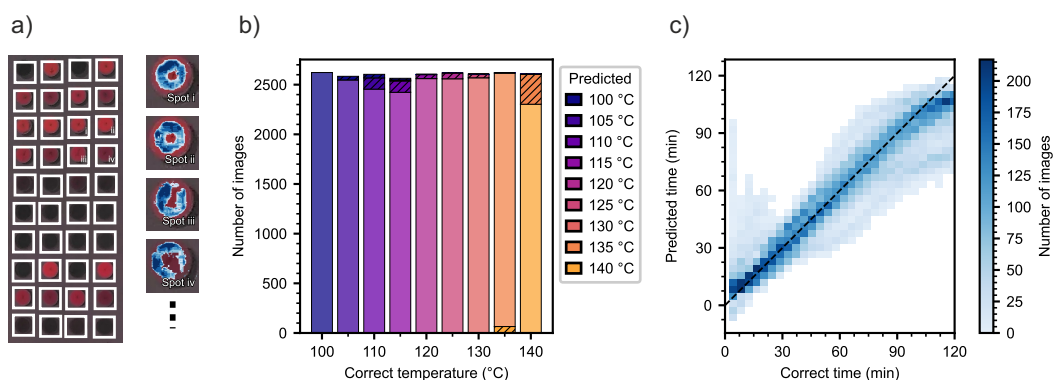 a)
b)
c)
i
ii
iii
iv
Spot i
Spot ii
Spot iii
Spot iv
Number of images
2500
2000
1500
1000
500
0
100
110
120
130
140
Correct temperature (°C)
Predicted
100 °C
105 °C
110 °C
115 °C
120 °C
125 °C
130 °C
135 °C
140 °C
Predicted time (min)
120
90
60
30
0
0
30
60
90
120
Correct time (min)
200
175
150
125
100
75
50
25
0
Number of images